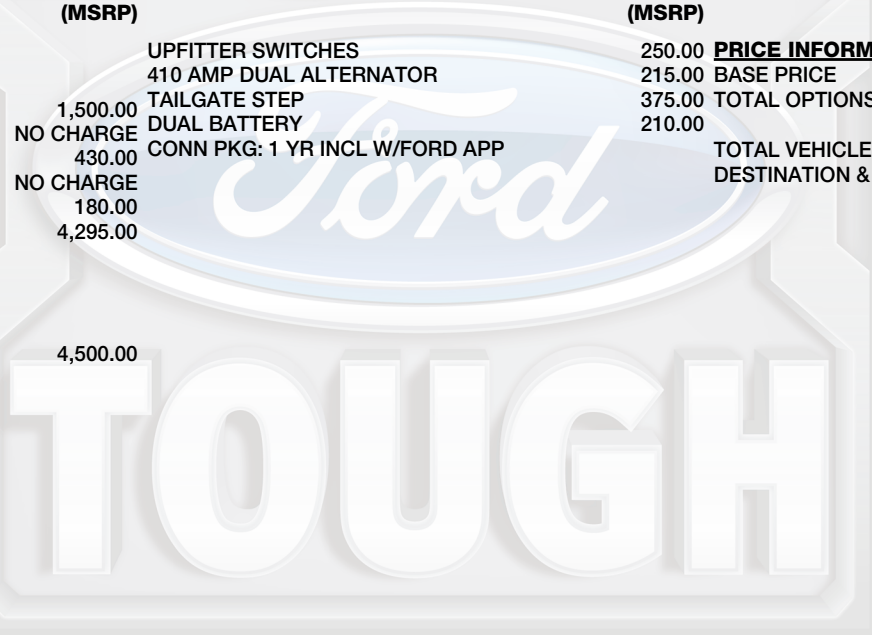 (MSRP) (MSRP)
UPFITTER SWITCHES 250.00 PRICE INFORM
410 AMP DUAL ALTERNATOR 215.00 BASE PRICE
1,500.00 TAILGATE STEP 375.00 TOTAL OPTIONS
NO CHARGE DUAL BATTERY 210.00
430.00 CONN PKG: 1 YR INCL W/FORD APP TOTAL VEHICLE
NO CHARGE DESTINATION &
180.00
4,295.00
Ford
4,500.00
TOUGH